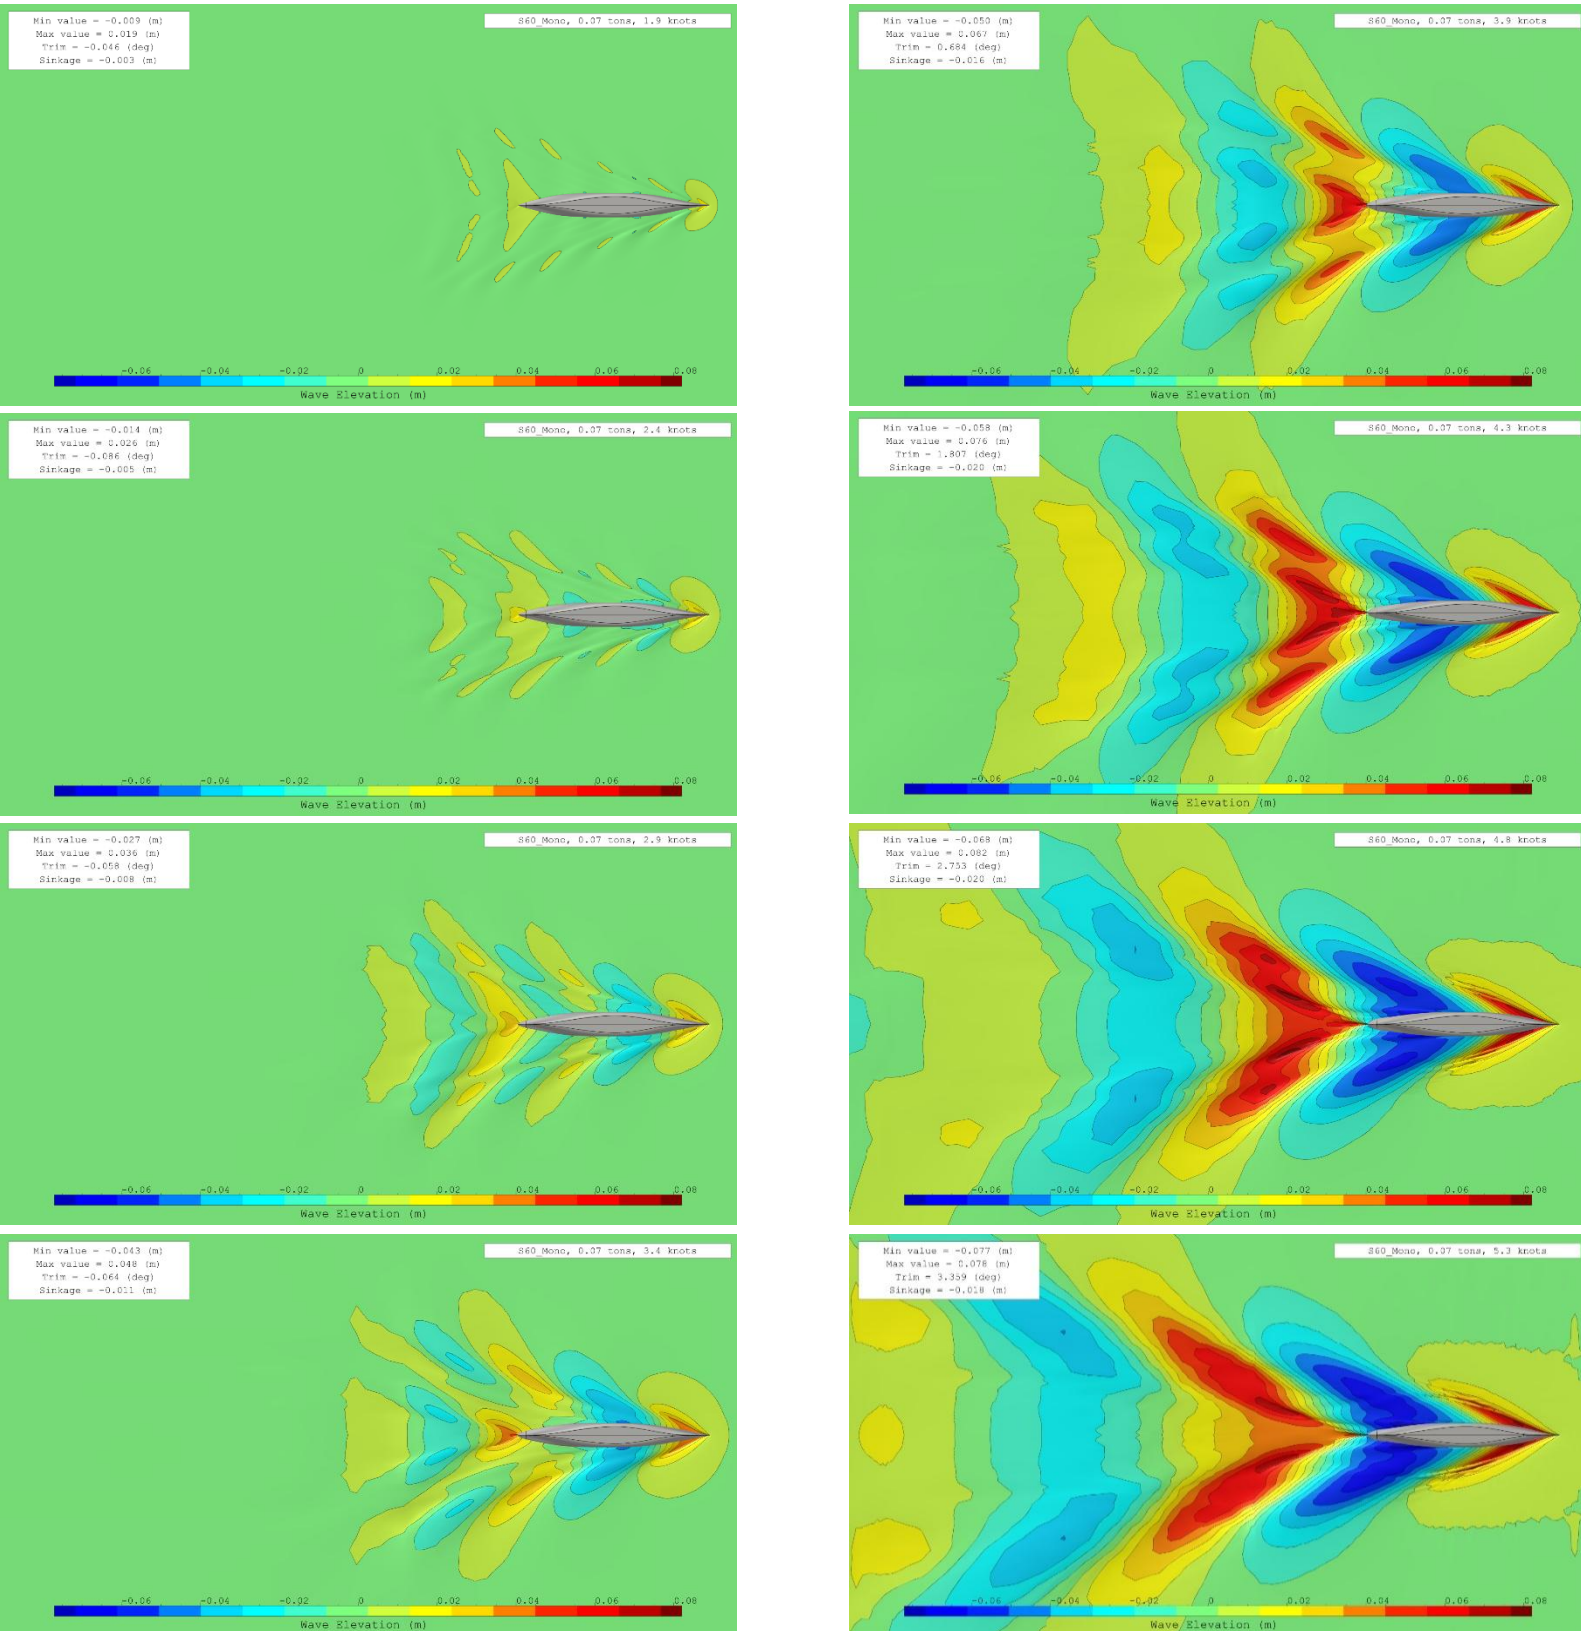 Min value = -0.009 (m)
Max value = 0.019 (m)
Trim = -0.046 (deg)
Sinkage = -0.003 (m)
S60_Mono, 0.07 tons, 1.9 knots
-0.06 -0.04 -0.02 0 0.02 0.04 0.06 0.08
Wave Elevation (m)
Min value = -0.014 (m)
Max value = 0.026 (m)
Trim = -0.086 (deg)
Sinkage = -0.005 (m)
S60_Mono, 0.07 tons, 2.4 knots
-0.06 -0.04 -0.02 0 0.02 0.04 0.06 0.08
Wave Elevation (m)
Min value = -0.027 (m)
Max value = 0.036 (m)
Trim = -0.058 (deg)
Sinkage = -0.008 (m)
S60_Mono, 0.07 tons, 2.9 knots
-0.06 -0.04 -0.02 0 0.02 0.04 0.06 0.08
Wave Elevation (m)
Min value = -0.043 (m)
Max value = 0.048 (m)
Trim = -0.064 (deg)
Sinkage = -0.011 (m)
S60_Mono, 0.07 tons, 3.4 knots
-0.06 -0.04 -0.02 0 0.02 0.04 0.06 0.08
Wave Elevation (m)
Min value = -0.050 (m)
Max value = 0.067 (m)
Trim = 0.684 (deg)
Sinkage = -0.016 (m)
S60_Mono, 0.07 tons, 3.9 knots
-0.06 -0.04 -0.02 0 0.02 0.04 0.06 0.08
Wave Elevation (m)
Min value = -0.058 (m)
Max value = 0.076 (m)
Trim = 1.807 (deg)
Sinkage = -0.020 (m)
S60_Mono, 0.07 tons, 4.3 knots
-0.06 -0.04 -0.02 0 0.02 0.04 0.06 0.08
Wave Elevation (m)
Min value = -0.068 (m)
Max value = 0.082 (m)
Trim = 2.753 (deg)
Sinkage = -0.020 (m)
S60_Mono, 0.07 tons, 4.8 knots
-0.06 -0.04 -0.02 0 0.02 0.04 0.06 0.08
Wave Elevation (m)
Min value = -0.077 (m)
Max value = 0.078 (m)
Trim = 3.359 (deg)
Sinkage = -0.018 (m)
S60_Mono, 0.07 tons, 5.3 knots
-0.06 -0.04 -0.02 0 0.02 0.04 0.06 0.08
Wave Elevation (m)